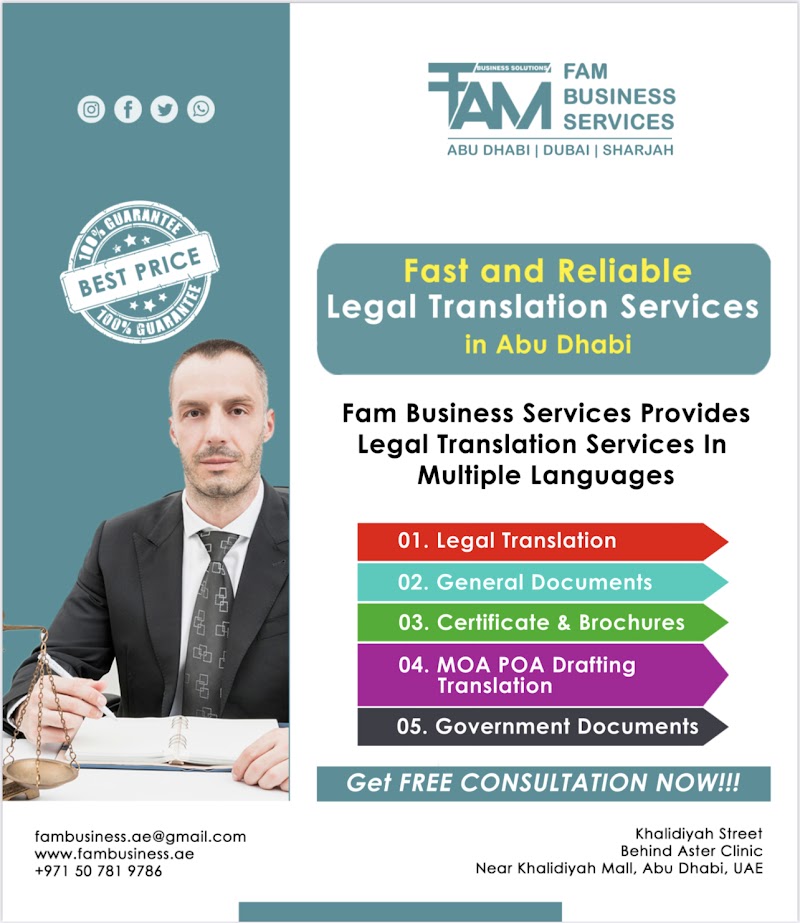 BUSINESS SOLUTIONS
FAM
FAM
BUSINESS
SERVICES
ABU DHABI | DUBAI | SHARJAH
100% GUARANTEE
BEST PRICE
100% GUARANTEE
Fast and Reliable
Legal Translation Services
in Abu Dhabi
Fam Business Services Provides
Legal Translation Services In
Multiple Languages
01. Legal Translation
02. General Documents
03. Certificate & Brochures
04. MOA POA Drafting
Translation
05. Government Documents
Get FREE CONSULTATION NOW!!!
fambusiness.ae@gmail.com
www.fambusiness.ae
+971 50 781 9786
Khalidiyah Street
Behind Aster Clinic
Near Khalidiyah Mall, Abu Dhabi, UAE